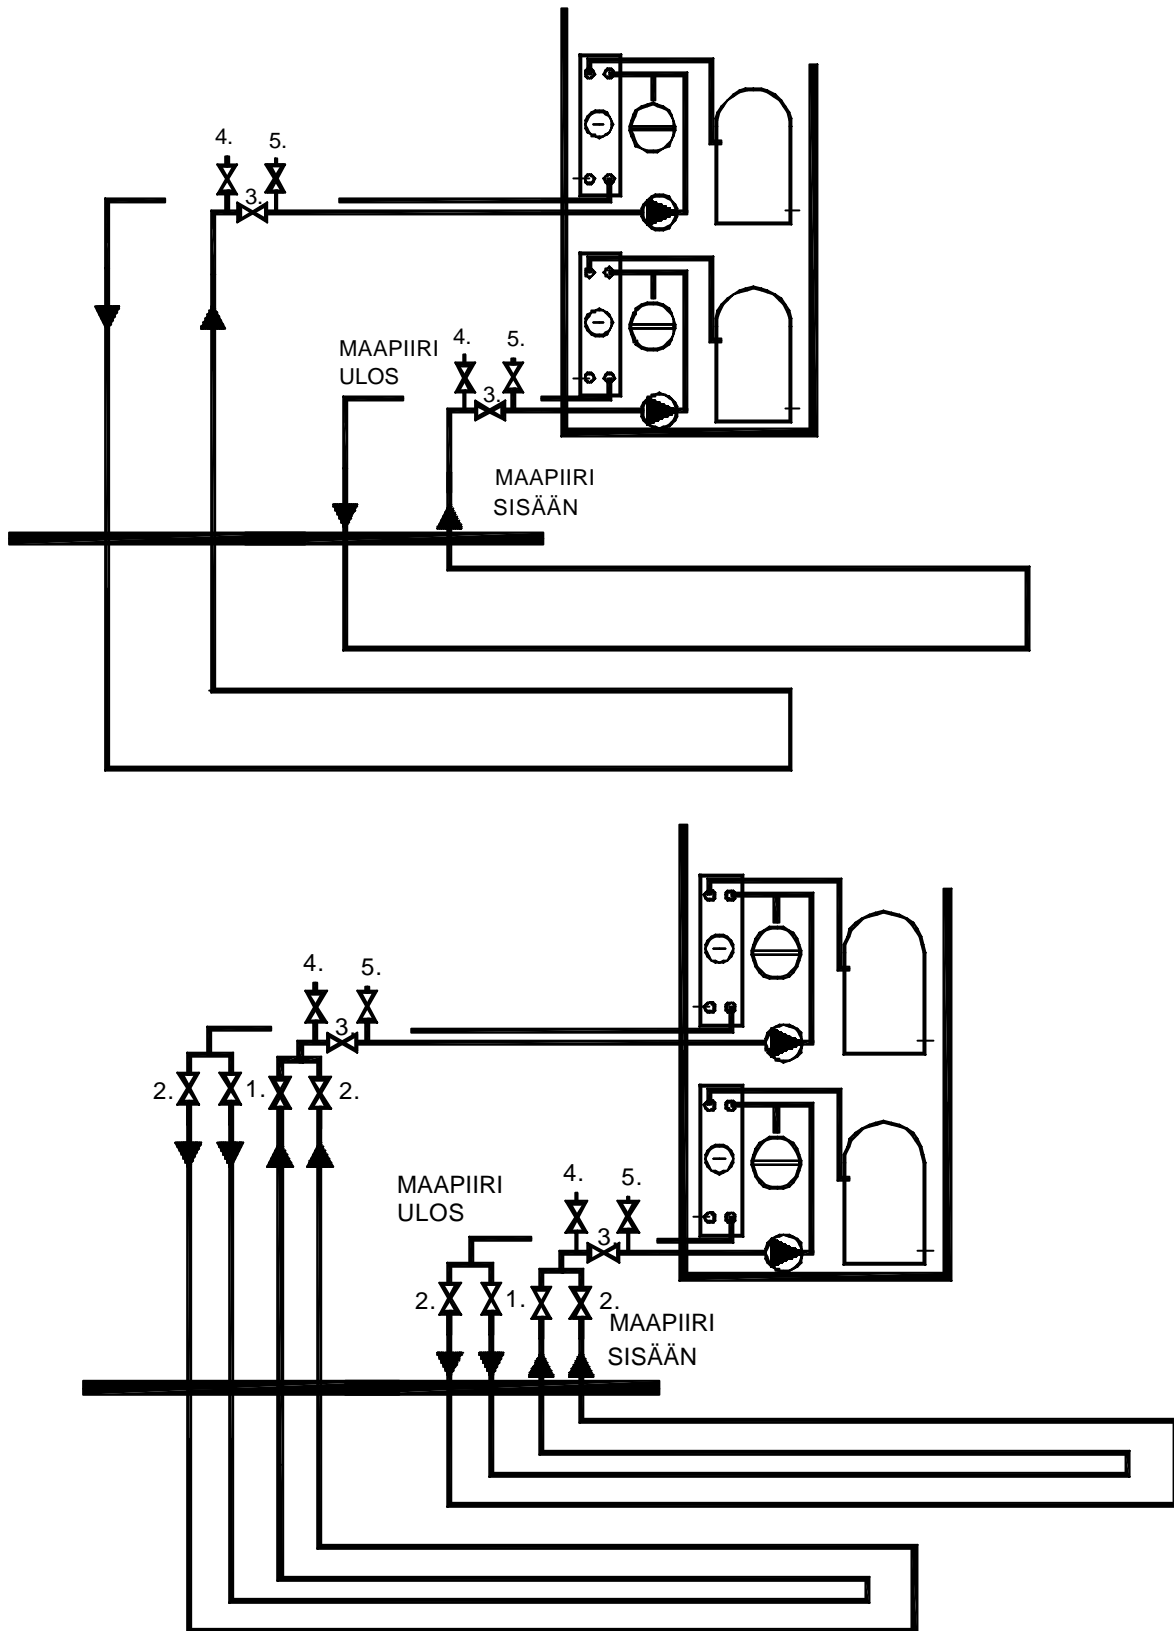 4.
5.
3.
4.
5.
MAAPIIRI
ULOS
3.
MAAPIIRI
SISÄÄN
4.
5.
3.
2.
1.
2.
4.
5.
MAAPIIRI
ULOS
3.
2.
1.
2.
MAAPIIRI
SISÄÄN